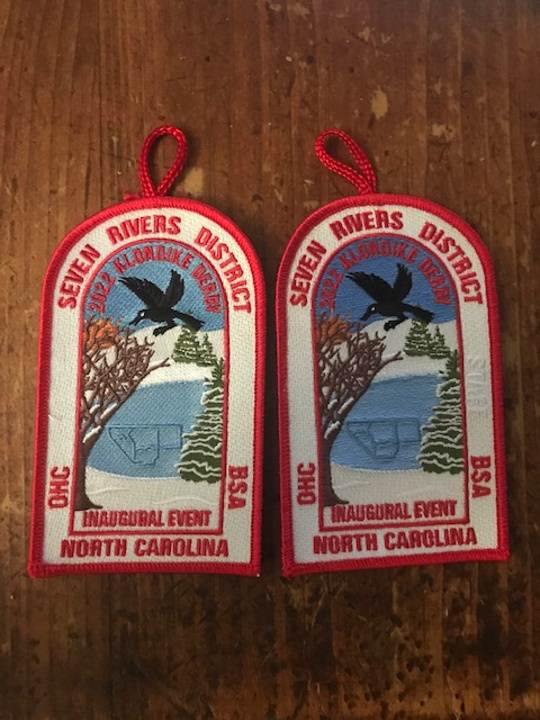 SEVEN RIVERS DISTRICT
2022 KLONDIKE DERBY
OHC
BSA
INAUGURAL EVENT
NORTH CAROLINA
SEVEN RIVERS DISTRICT
2022 KLONDIKE DERBY
STAFF
OHC
BSA
INAUGURAL EVENT
NORTH CAROLINA